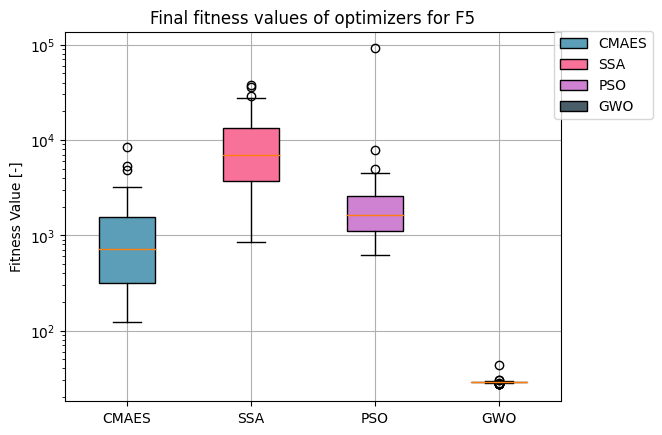 Final fitness values of optimizers for F5
Fitness Value [-]
10^5
10^4
10^3
10^2
CMAES
SSA
PSO
GWO
CMAES
SSA
PSO
GWO